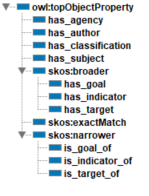 owl:topObjectProperty
has_agency
has_author
has_classification
has_subject
skos:broader
has_goal
has_indicator
has_target
skos:exactMatch
skos:narrower
is_goal_of
is_indicator_of
is_target_of